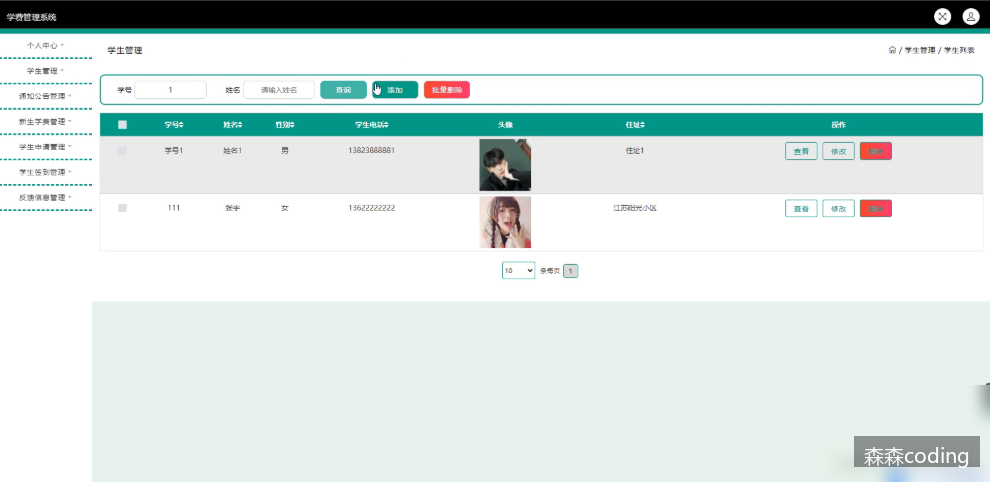 学费管理系统
个人中心
学生管理
通知公告管理
新生学费管理
学生申请管理
学生签到管理
反馈信息管理
学生管理
/ 学生管理 / 学生列表
学号 1 姓名 请输入姓名 查询 添加 批量删除
学号 姓名 性别 学生电话 头像 住址 操作
学号1 姓名1 男 13823888881 住址1 查看 修改
111 张宇 女 13622222222 江苏阳光小区 查看 修改
10 条每页 1
森森coding